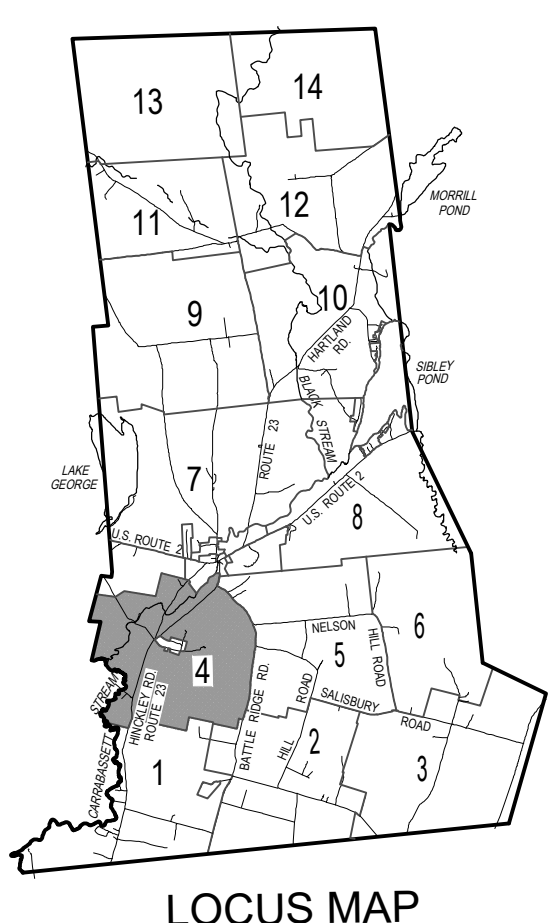 13
14
MORRILL
POND
12
11
10
9
HARTLAND
RD.
SIBLEY
POND
BLACK STREAM
ROUTE 23
LAKE
GEORGE
7
U.S. ROUTE 2
8
U.S. ROUTE 2
NELSON
HILL ROAD
6
5
4
SALISBURY
ROAD
HINCKLEY RD.
ROUTE 23
BATTLE RIDGE RD.
HILL ROAD
2
3
1
CARRABASSETT STREAM
LOCUS MAP